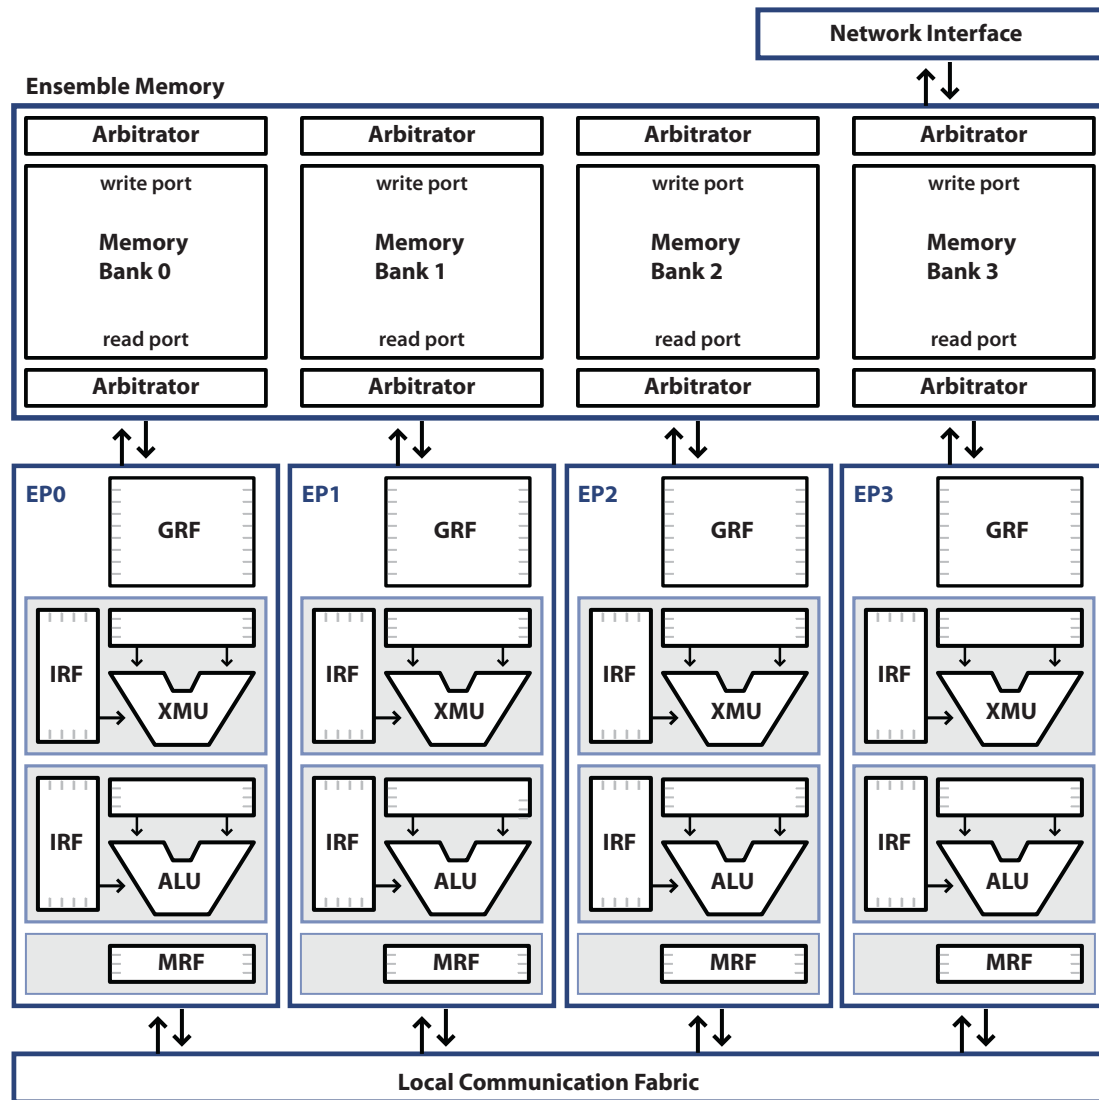 Network Interface
Ensemble Memory
Arbitrator
Arbitrator
Arbitrator
Arbitrator
write port
write port
write port
write port
Memory
Bank 0
Memory
Bank 1
Memory
Bank 2
Memory
Bank 3
read port
read port
read port
read port
Arbitrator
Arbitrator
Arbitrator
Arbitrator
EP0
GRF
IRF
XMU
IRF
ALU
MRF
EP1
GRF
IRF
XMU
IRF
ALU
MRF
EP2
GRF
IRF
XMU
IRF
ALU
MRF
EP3
GRF
IRF
XMU
IRF
ALU
MRF
Local Communication Fabric